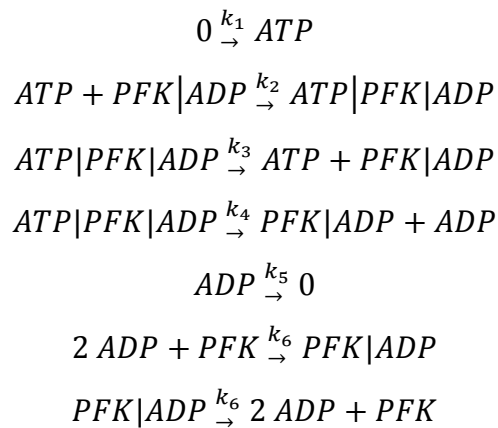 0 →^{k₁} ATP
ATP + PFK|ADP →^{k₂} ATP|PFK|ADP
ATP|PFK|ADP →^{k₃} ATP + PFK|ADP
ATP|PFK|ADP →^{k₄} PFK|ADP + ADP
ADP →^{k₅} 0
2 ADP + PFK →^{k₆} PFK|ADP
PFK|ADP →^{k₆} 2 ADP + PFK